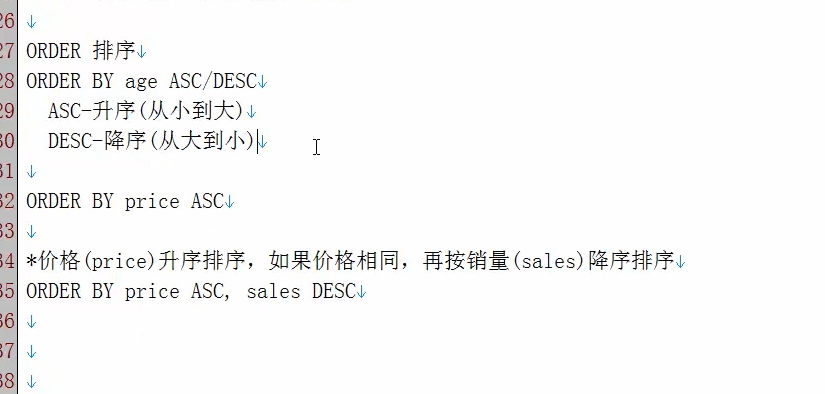 26 ↓
27 ORDER 排序↓
28 ORDER BY age ASC/DESC↓
29 ASC-升序(从小到大)↓
30 DESC-降序(从大到小)↓
31 ↓
32 ORDER BY price ASC↓
33 ↓
34 *价格(price)升序排序，如果价格相同，再按销量(sales)降序排序↓
35 ORDER BY price ASC, sales DESC↓
36 ↓
37 ↓
38 ↓